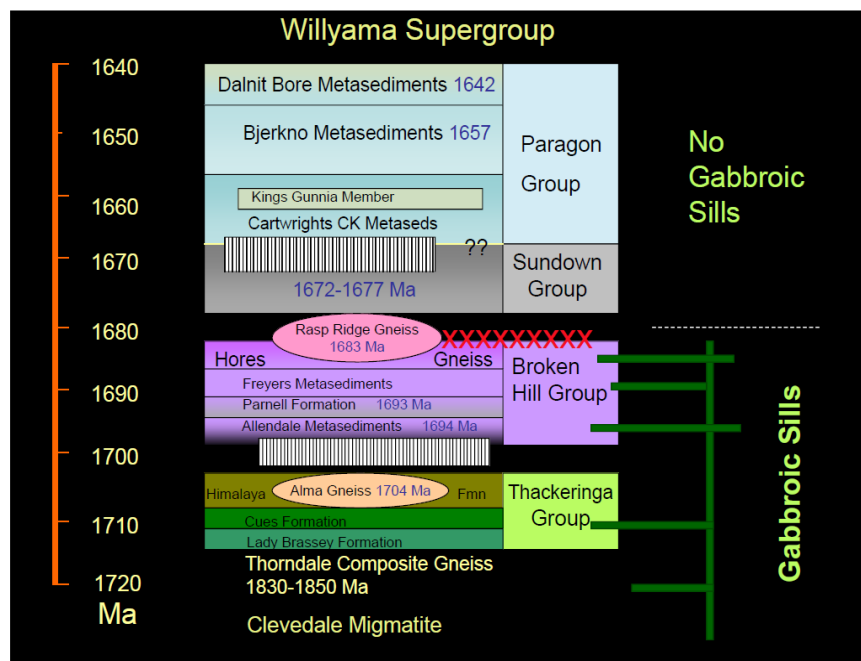 Willyama Supergroup
1640
1650
1660
1670
1680
1690
1700
1710
1720
Ma
Dalnit Bore Metasediments 1642
Bjerkno Metasediments 1657
Kings Gunnia Member
Cartwrights CK Metaseds
??
1672-1677 Ma
Rasp Ridge Gneiss
1683 Ma
XXXXXXXXX
Hores Gneiss
Freyers Metasediments
Parnell Formation 1693 Ma
Allendale Metasediments 1694 Ma
Himalaya Alma Gneiss 1704 Ma Fmn
Cues Formation
Lady Brassey Formation
Thorndale Composite Gneiss
1830-1850 Ma
Clevedale Migmatite
Paragon
Group
Sundown
Group
Broken
Hill Group
Thackeringa
Group
No
Gabbroic
Sills
Gabbroic Sills